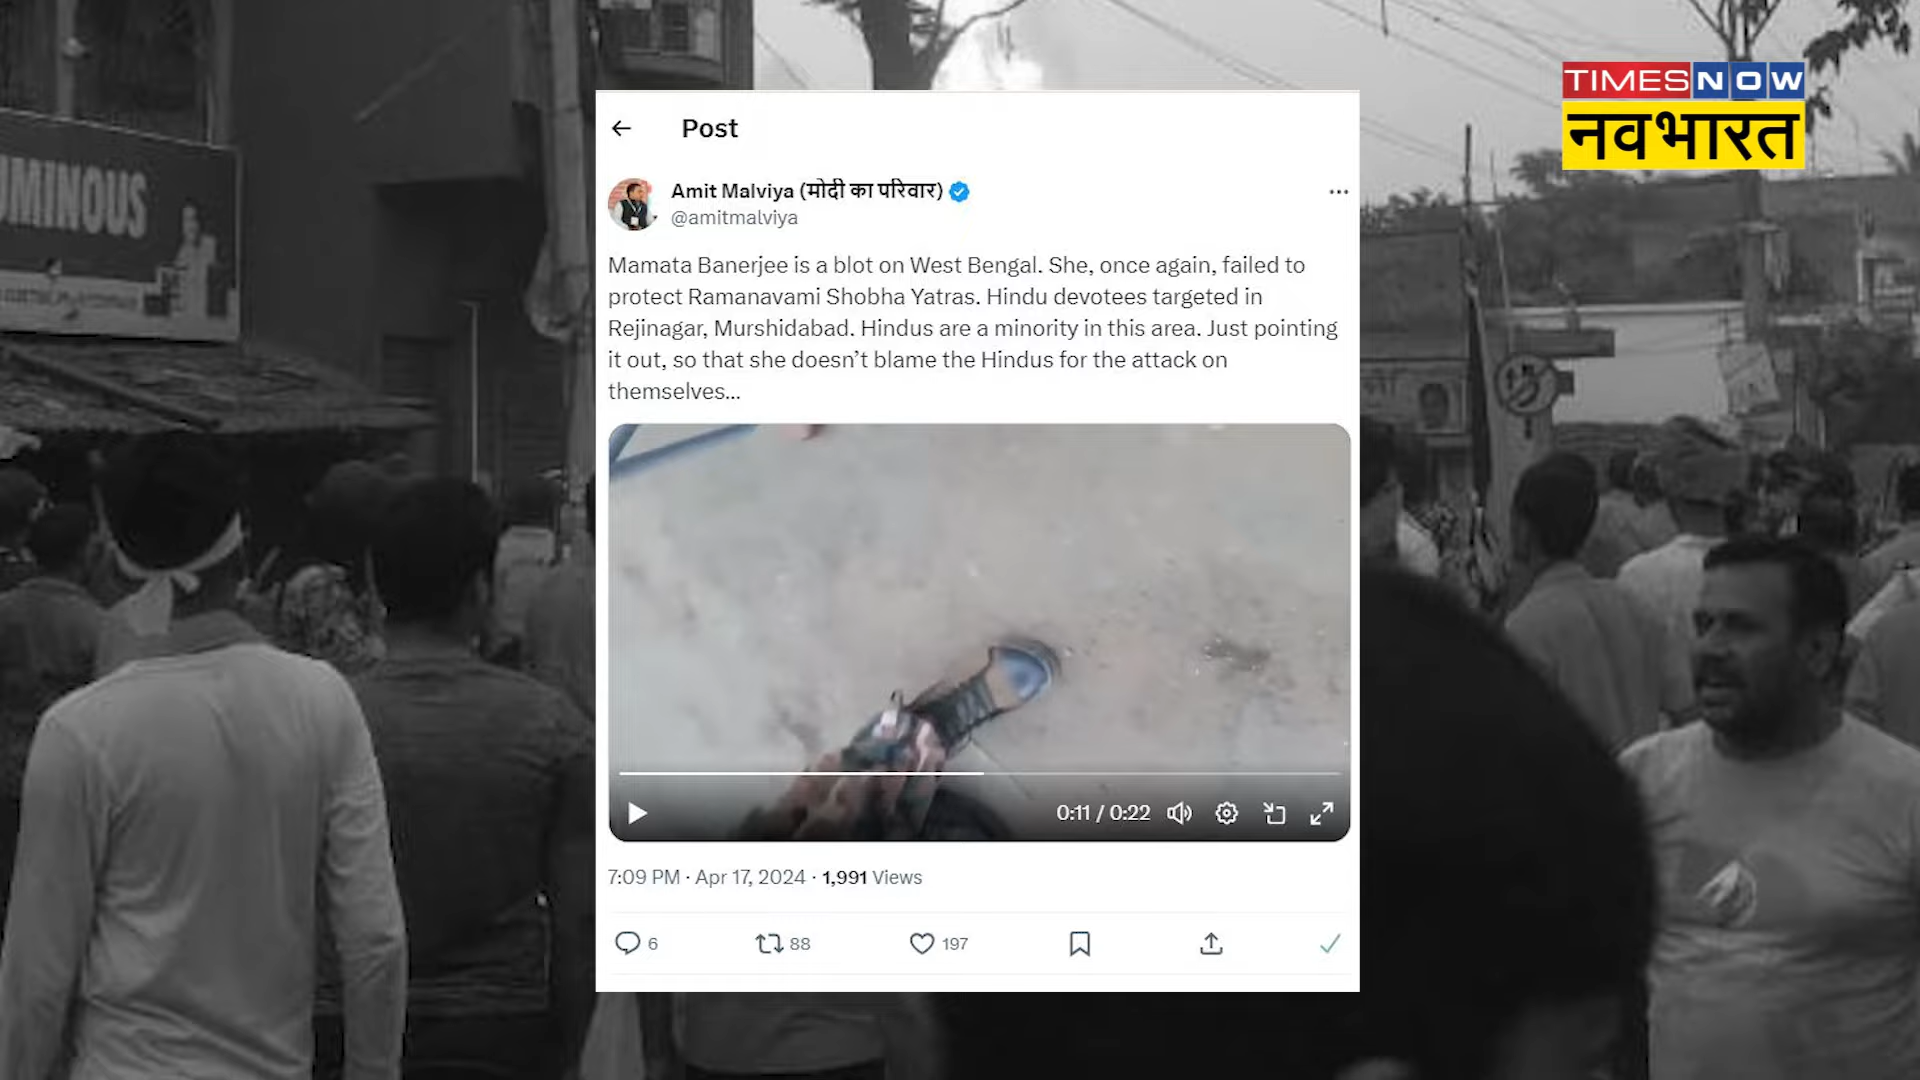 TIMES NOW
नवभारत
UMINOUS
Post
Amit Malviya (मोदी का परिवार)
@amitmalviya
Mamata Banerjee is a blot on West Bengal. She, once again, failed to
protect Ramanavami Shobha Yatras. Hindu devotees targeted in
Rejinagar, Murshidabad. Hindus are a minority in this area. Just pointing
it out, so that she doesn’t blame the Hindus for the attack on
themselves...
0:11 / 0:22
7:09 PM · Apr 17, 2024 · 1,991 Views
6 88 197